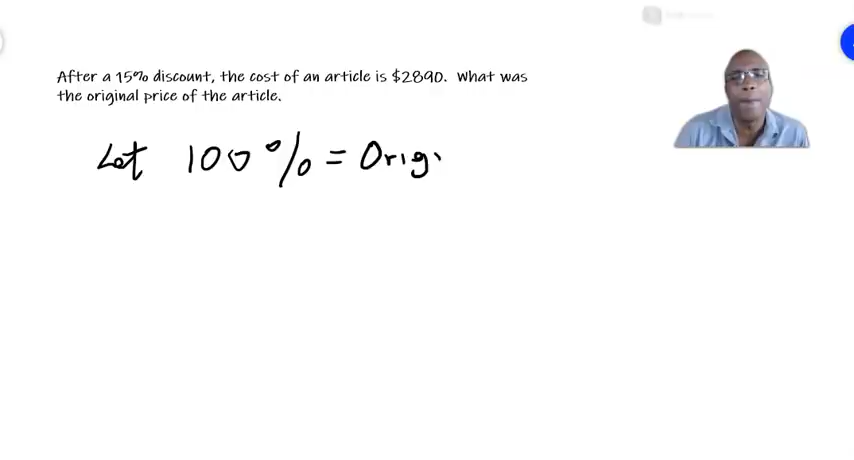 After a 15% discount, the cost of an article is $2890. What was
the original price of the article.
Let 100% = Orig